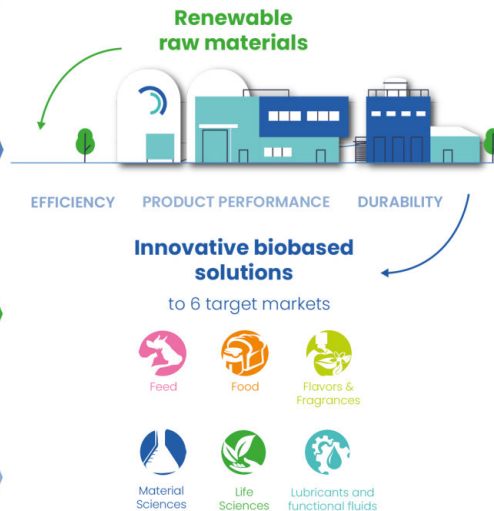 Renewable
raw materials
EFFICIENCY PRODUCT PERFORMANCE DURABILITY
Innovative biobased
solutions
to 6 target markets
Feed Food Flavors &
Fragrances
Material Life Lubricants and
Sciences Sciences functional fluids